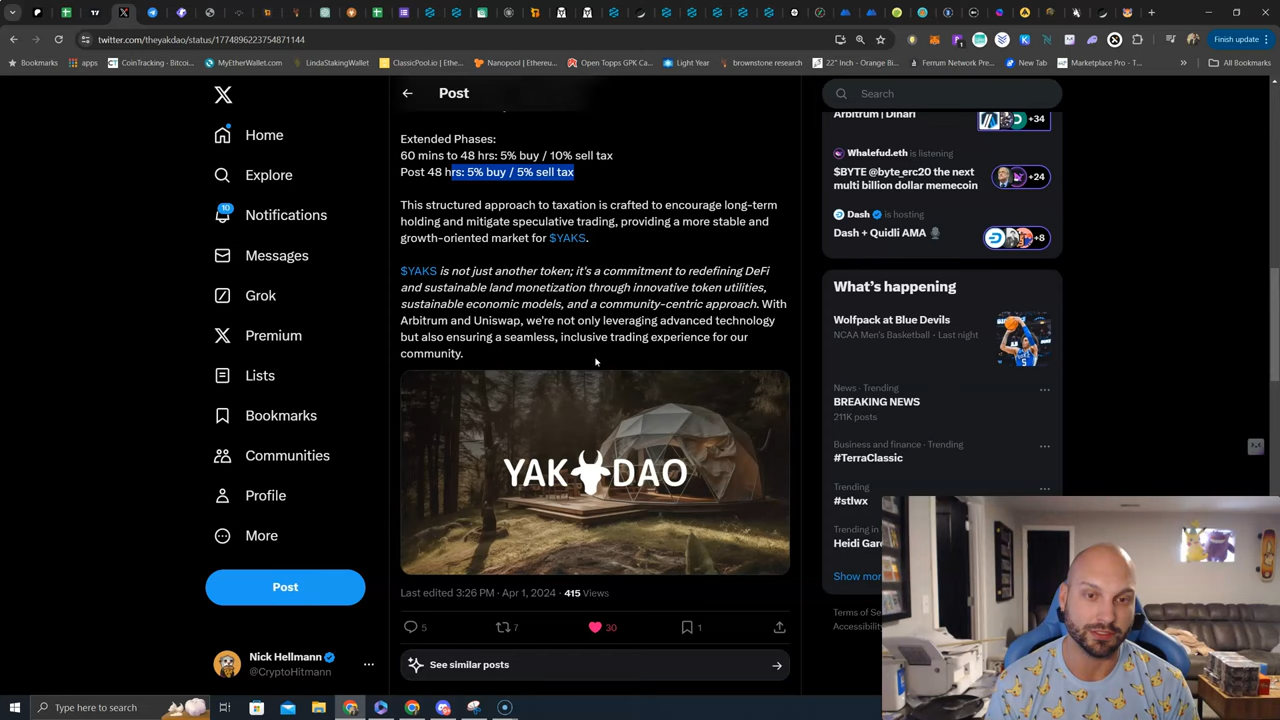 Finish update
twitter.com/theyakdao/status/1774896223754871144
Bookmarks
apps
CoinTracking · Bitcoi...
MyEtherWallet.com
LindaStakingWallet
ClassicPool.io | Ethe...
Nanopool | Ethereu...
Open Topps GPK Ca...
Light Year
brownstone research
22" Inch - Orange Bi...
Ferrum Network Pre...
New Tab
Marketplace Pro - T...
All Bookmarks
Home
Explore
10
Notifications
Messages
Grok
Premium
Lists
Bookmarks
Communities
Profile
More
Post
Nick Hellmann
@CryptoHitmann
Post
Extended Phases:
60 mins to 48 hrs: 5% buy / 10% sell tax
Post 48 hrs: 5% buy / 5% sell tax
This structured approach to taxation is crafted to encourage long-term
holding and mitigate speculative trading, providing a more stable and
growth-oriented market for $YAKS.
$YAKS is not just another token; it's a commitment to redefining DeFi
and sustainable land monetization through innovative token utilities,
sustainable economic models, and a community-centric approach. With
Arbitrum and Uniswap, we're not only leveraging advanced technology
but also ensuring a seamless, inclusive trading experience for our
community.
YAK DAO
Last edited 3:26 PM · Apr 1, 2024 · 415 Views
5
7
30
1
See similar posts
Search
Arbitrum | Dinari
+34
Whalefud.eth is listening
$BYTE @byte_erc20 the next
multi billion dollar memecoin
+24
Dash is hosting
Dash + Quidli AMA
+8
What's happening
Wolfpack at Blue Devils
NCAA Men's Basketball · Last night
News · Trending
BREAKING NEWS
211K posts
Business and finance · Trending
#TerraClassic
Trending
#stlwx
Trending in
Heidi Gar
Show mor
Terms of Se
Accessibility
Type here to search